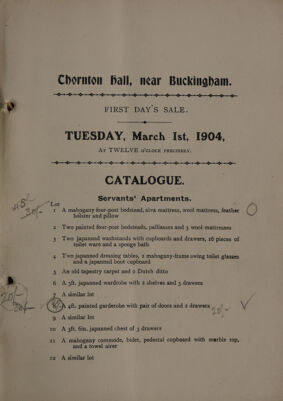 Thornton Hall, near Buckingham.
FIRST DAY'S SALE.
TUESDAY, March 1st, 1904,
AT TWELVE O'CLOCK PRECISELY.
CATALOGUE.
Servants' Apartments.
Lot
1 A mahogany four-post bedstead, alva mattress, wool mattress, feather
bolster and pillow
2 Two painted four-post bedsteads, palliasses and 3 wool mattresses
3 Two japanned washstands with cupboards and drawers, 16 pieces of
toilet ware and a sponge bath
4 Two japanned dressing tables, 2 mahogany-frame swing toilet glasses
and a japanned boot cupboard
5 An old tapestry carpet and 2 Dutch ditto
6 A 5ft. japanned wardrobe with 2 shelves and 5 drawers
7 A similar lot
8 A 4ft. painted garderobe with pair of doors and 2 drawers
20/-
9 A similar lot
10 A 3ft. 6in. japanned chest of 5 drawers
11 A mahogany commode, bidet, pedestal cupboard with marble top,
and a towel airer
12 A similar lot